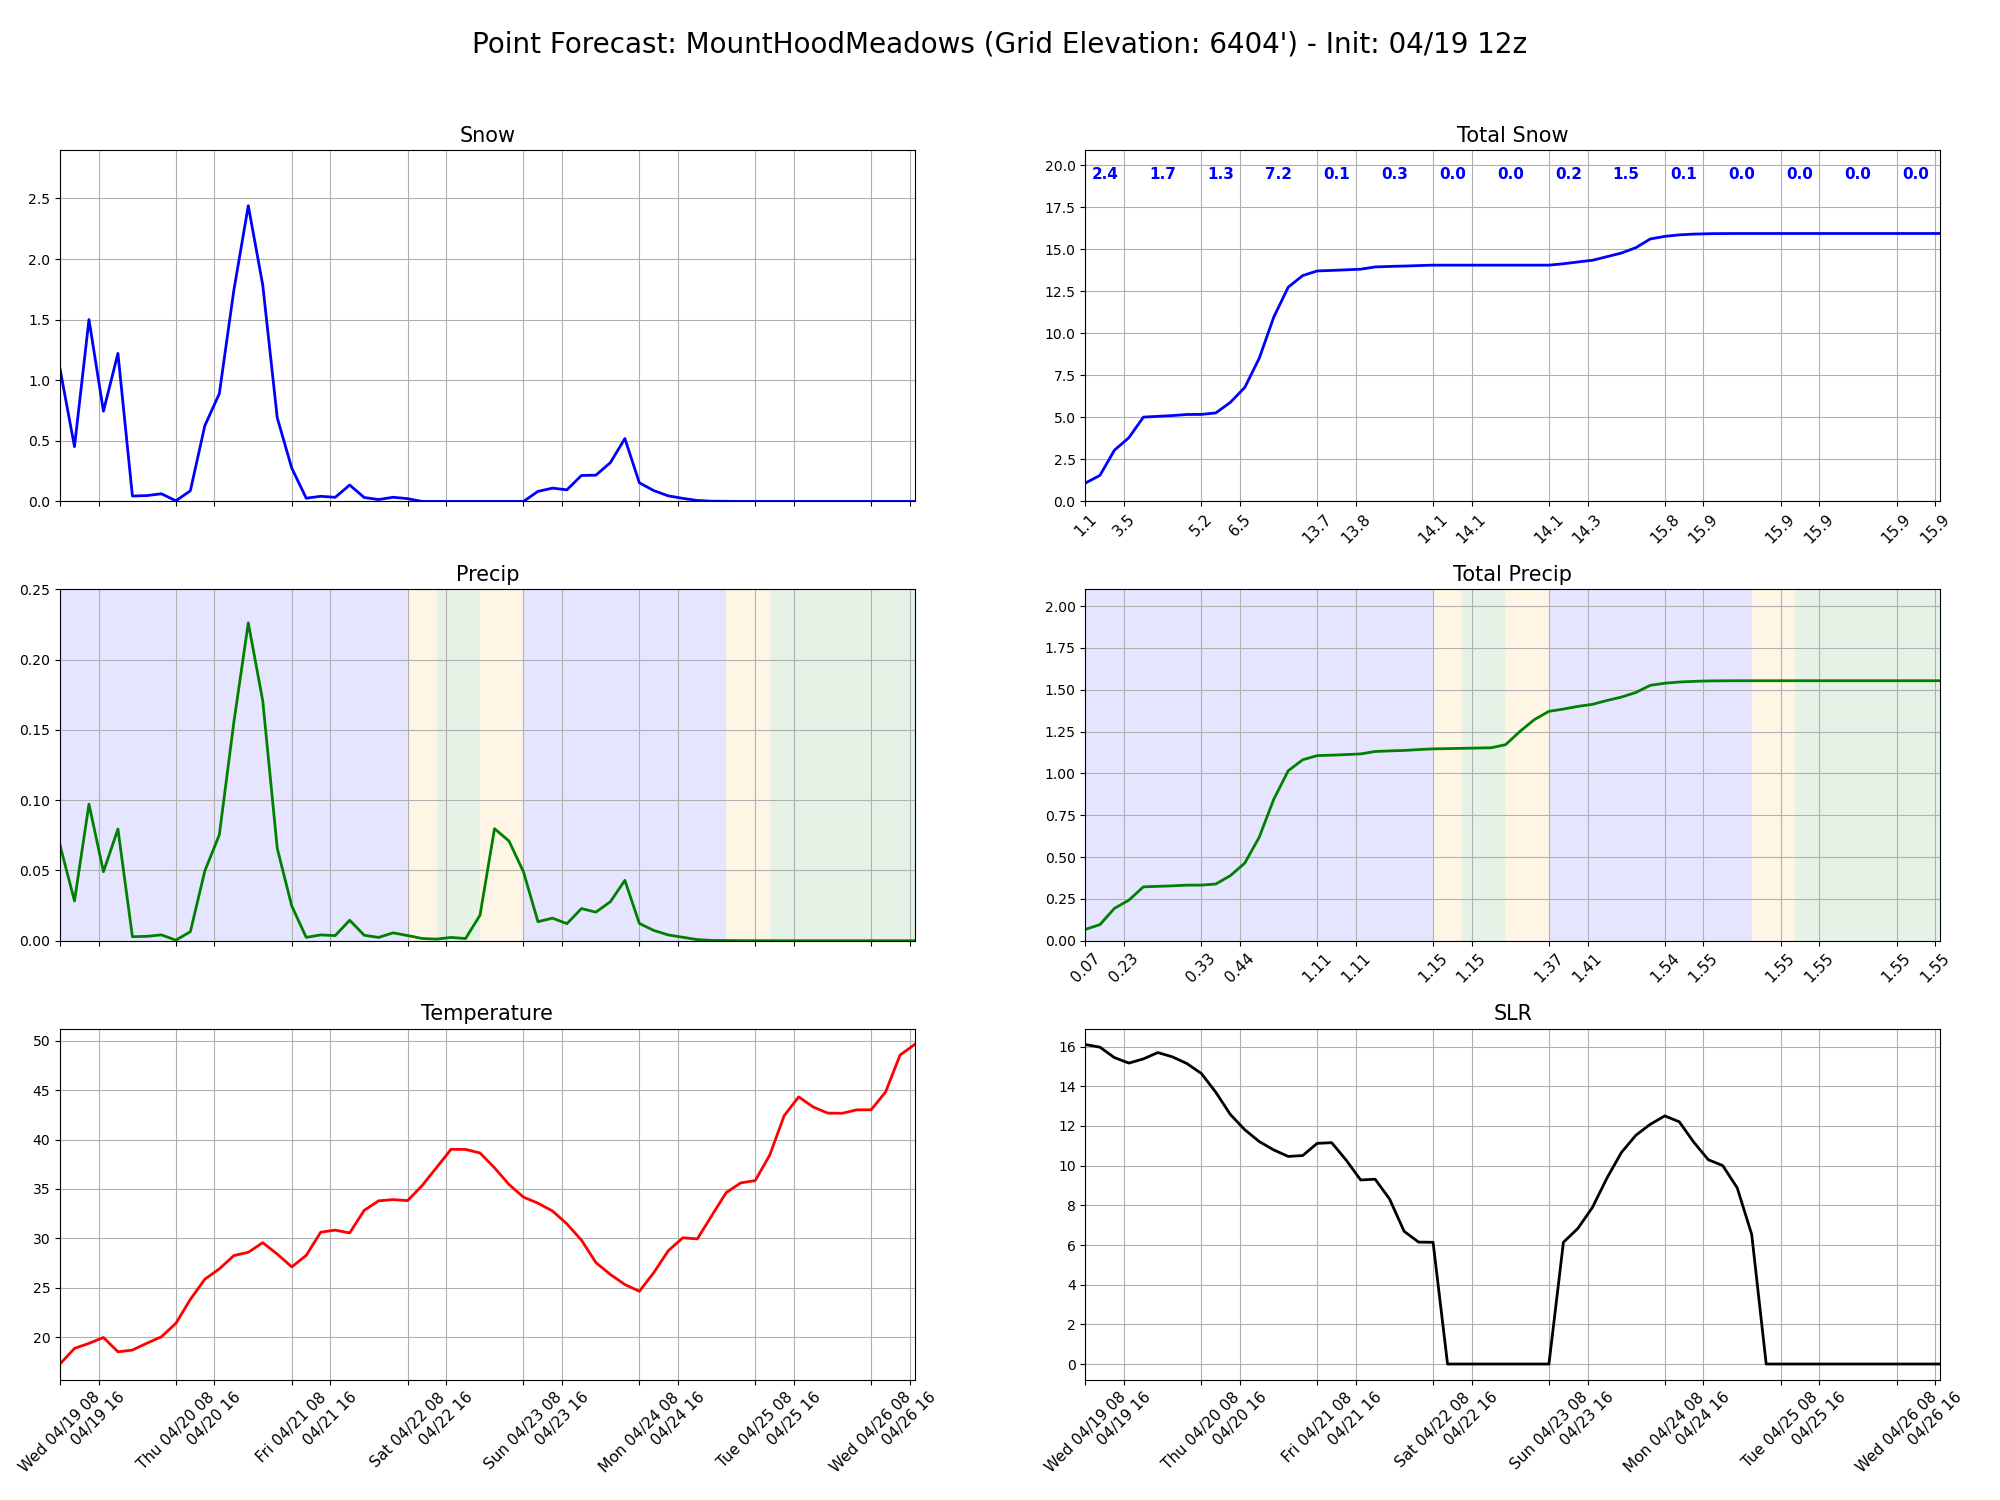 Point Forecast: MountHoodMeadows (Grid Elevation: 6404') - Init: 04/19 12z
Snow
2.5
2.0
1.5
1.0
0.5
0.0
Total Snow
20.0
17.5
15.0
12.5
10.0
7.5
5.0
2.5
0.0
2.4 1.7 1.3 7.2 0.1 0.3 0.0 0.0 0.2 1.5 0.1 0.0 0.0 0.0 0.0
1.1 3.5 5.2 6.5 13.7 13.8 14.1 14.1 14.1 14.3 15.8 15.9 15.9 15.9 15.9 15.9
Precip
0.25
0.20
0.15
0.10
0.05
0.00
Total Precip
2.00
1.75
1.50
1.25
1.00
0.75
0.50
0.25
0.00
0.07 0.23 0.33 0.44 1.11 1.11 1.15 1.15 1.37 1.41 1.54 1.55 1.55 1.55 1.55 1.55
Temperature
50
45
40
35
30
25
20
Wed 04/19 08
04/19 16
Thu 04/20 08
04/20 16
Fri 04/21 08
04/21 16
Sat 04/22 08
04/22 16
Sun 04/23 08
04/23 16
Mon 04/24 08
04/24 16
Tue 04/25 08
04/25 16
Wed 04/26 08
04/26 16
SLR
16
14
12
10
8
6
4
2
0
Wed 04/19 08
04/19 16
Thu 04/20 08
04/20 16
Fri 04/21 08
04/21 16
Sat 04/22 08
04/22 16
Sun 04/23 08
04/23 16
Mon 04/24 08
04/24 16
Tue 04/25 08
04/25 16
Wed 04/26 08
04/26 16